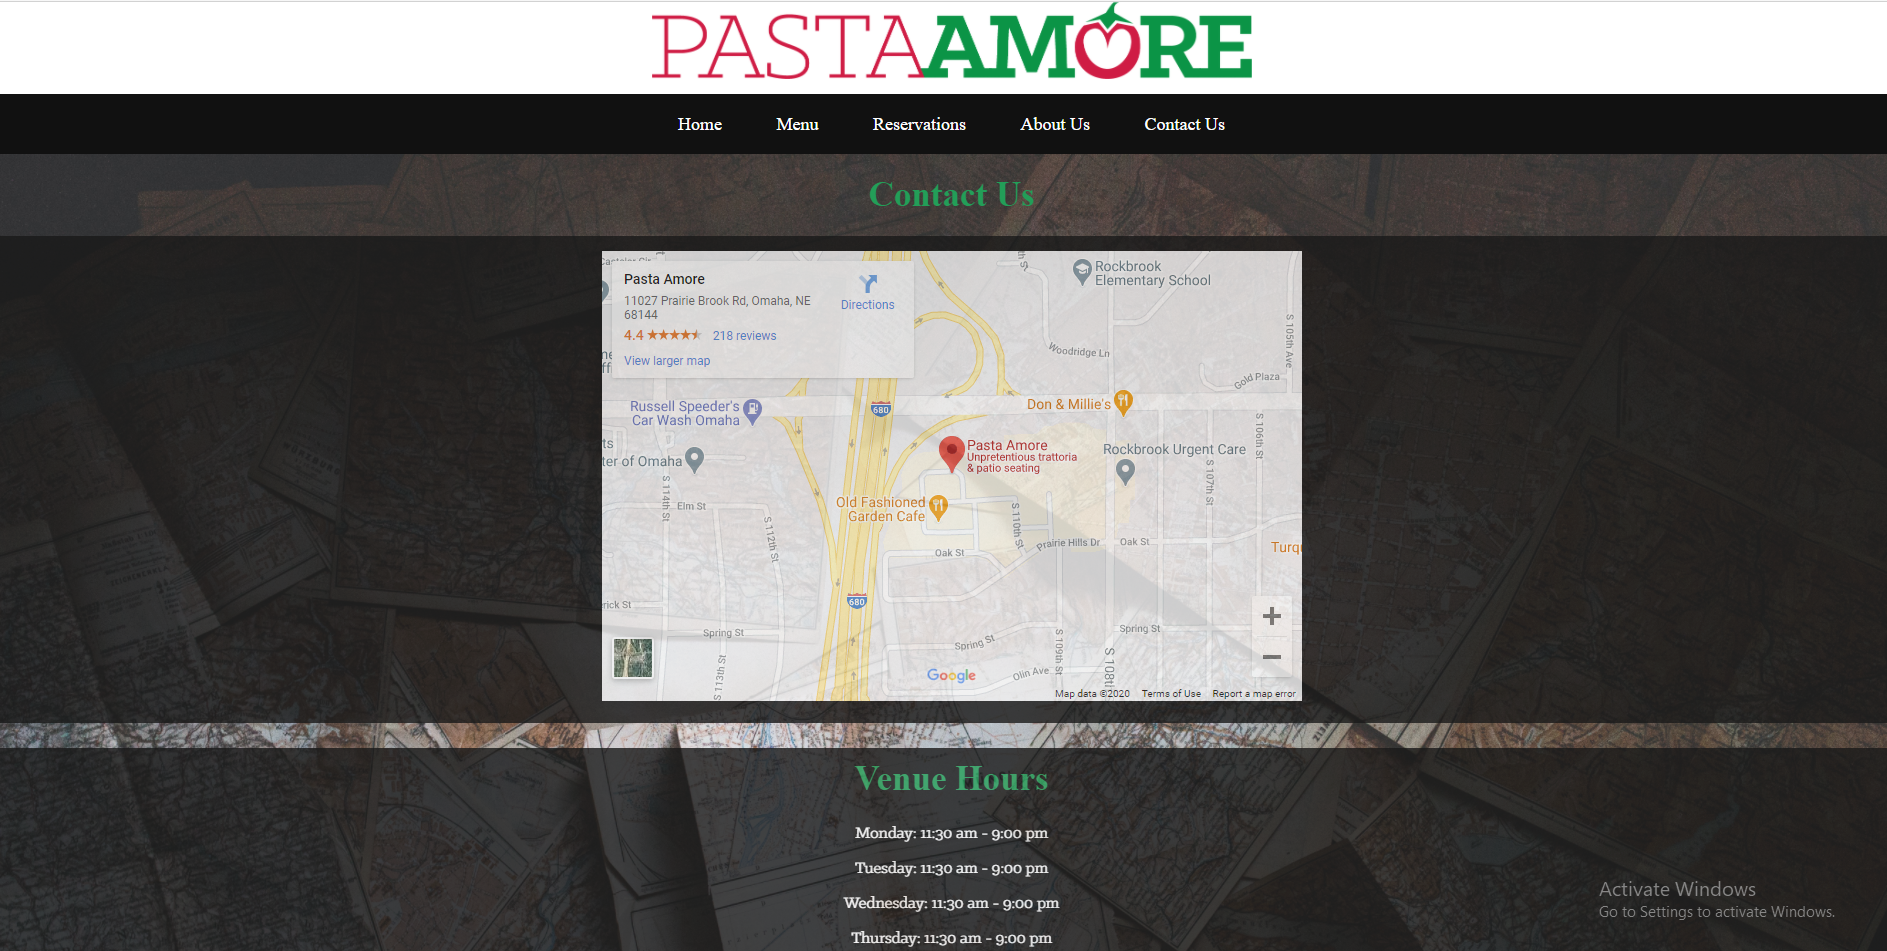 PASTAAMORE
Home Menu Reservations About Us Contact Us
Contact Us
Pasta Amore
11027 Prairie Brook Rd, Omaha, NE
68144
4.4 218 reviews
View larger map
Directions
Rockbrook
Elementary School
S 105th Ave
Woodridge Ln
Gold Plaza
680
Don & Millie's
Russell Speeder's
Car Wash Omaha
ts
ter of Omaha
Pasta Amore
Unpretentious trattoria
& patio seating
Rockbrook Urgent Care
S 106th St
S 107th St
S 114th St
Elm St
S 112th St
Old Fashioned
Garden Cafe
S 110th St
Prairie Hills Dr
Oak St
Oak St
Turq
680
rick St
Spring St
Spring St
Spring St
S 113th St
S 109th St
S 108th
Olin Ave
Google
Map data ©2020 Terms of Use Report a map error
Venue Hours
Monday: 11:30 am - 9:00 pm
Tuesday: 11:30 am - 9:00 pm
Wednesday: 11:30 am - 9:00 pm
Thursday: 11:30 am - 9:00 pm
Activate Windows
Go to Settings to activate Windows.